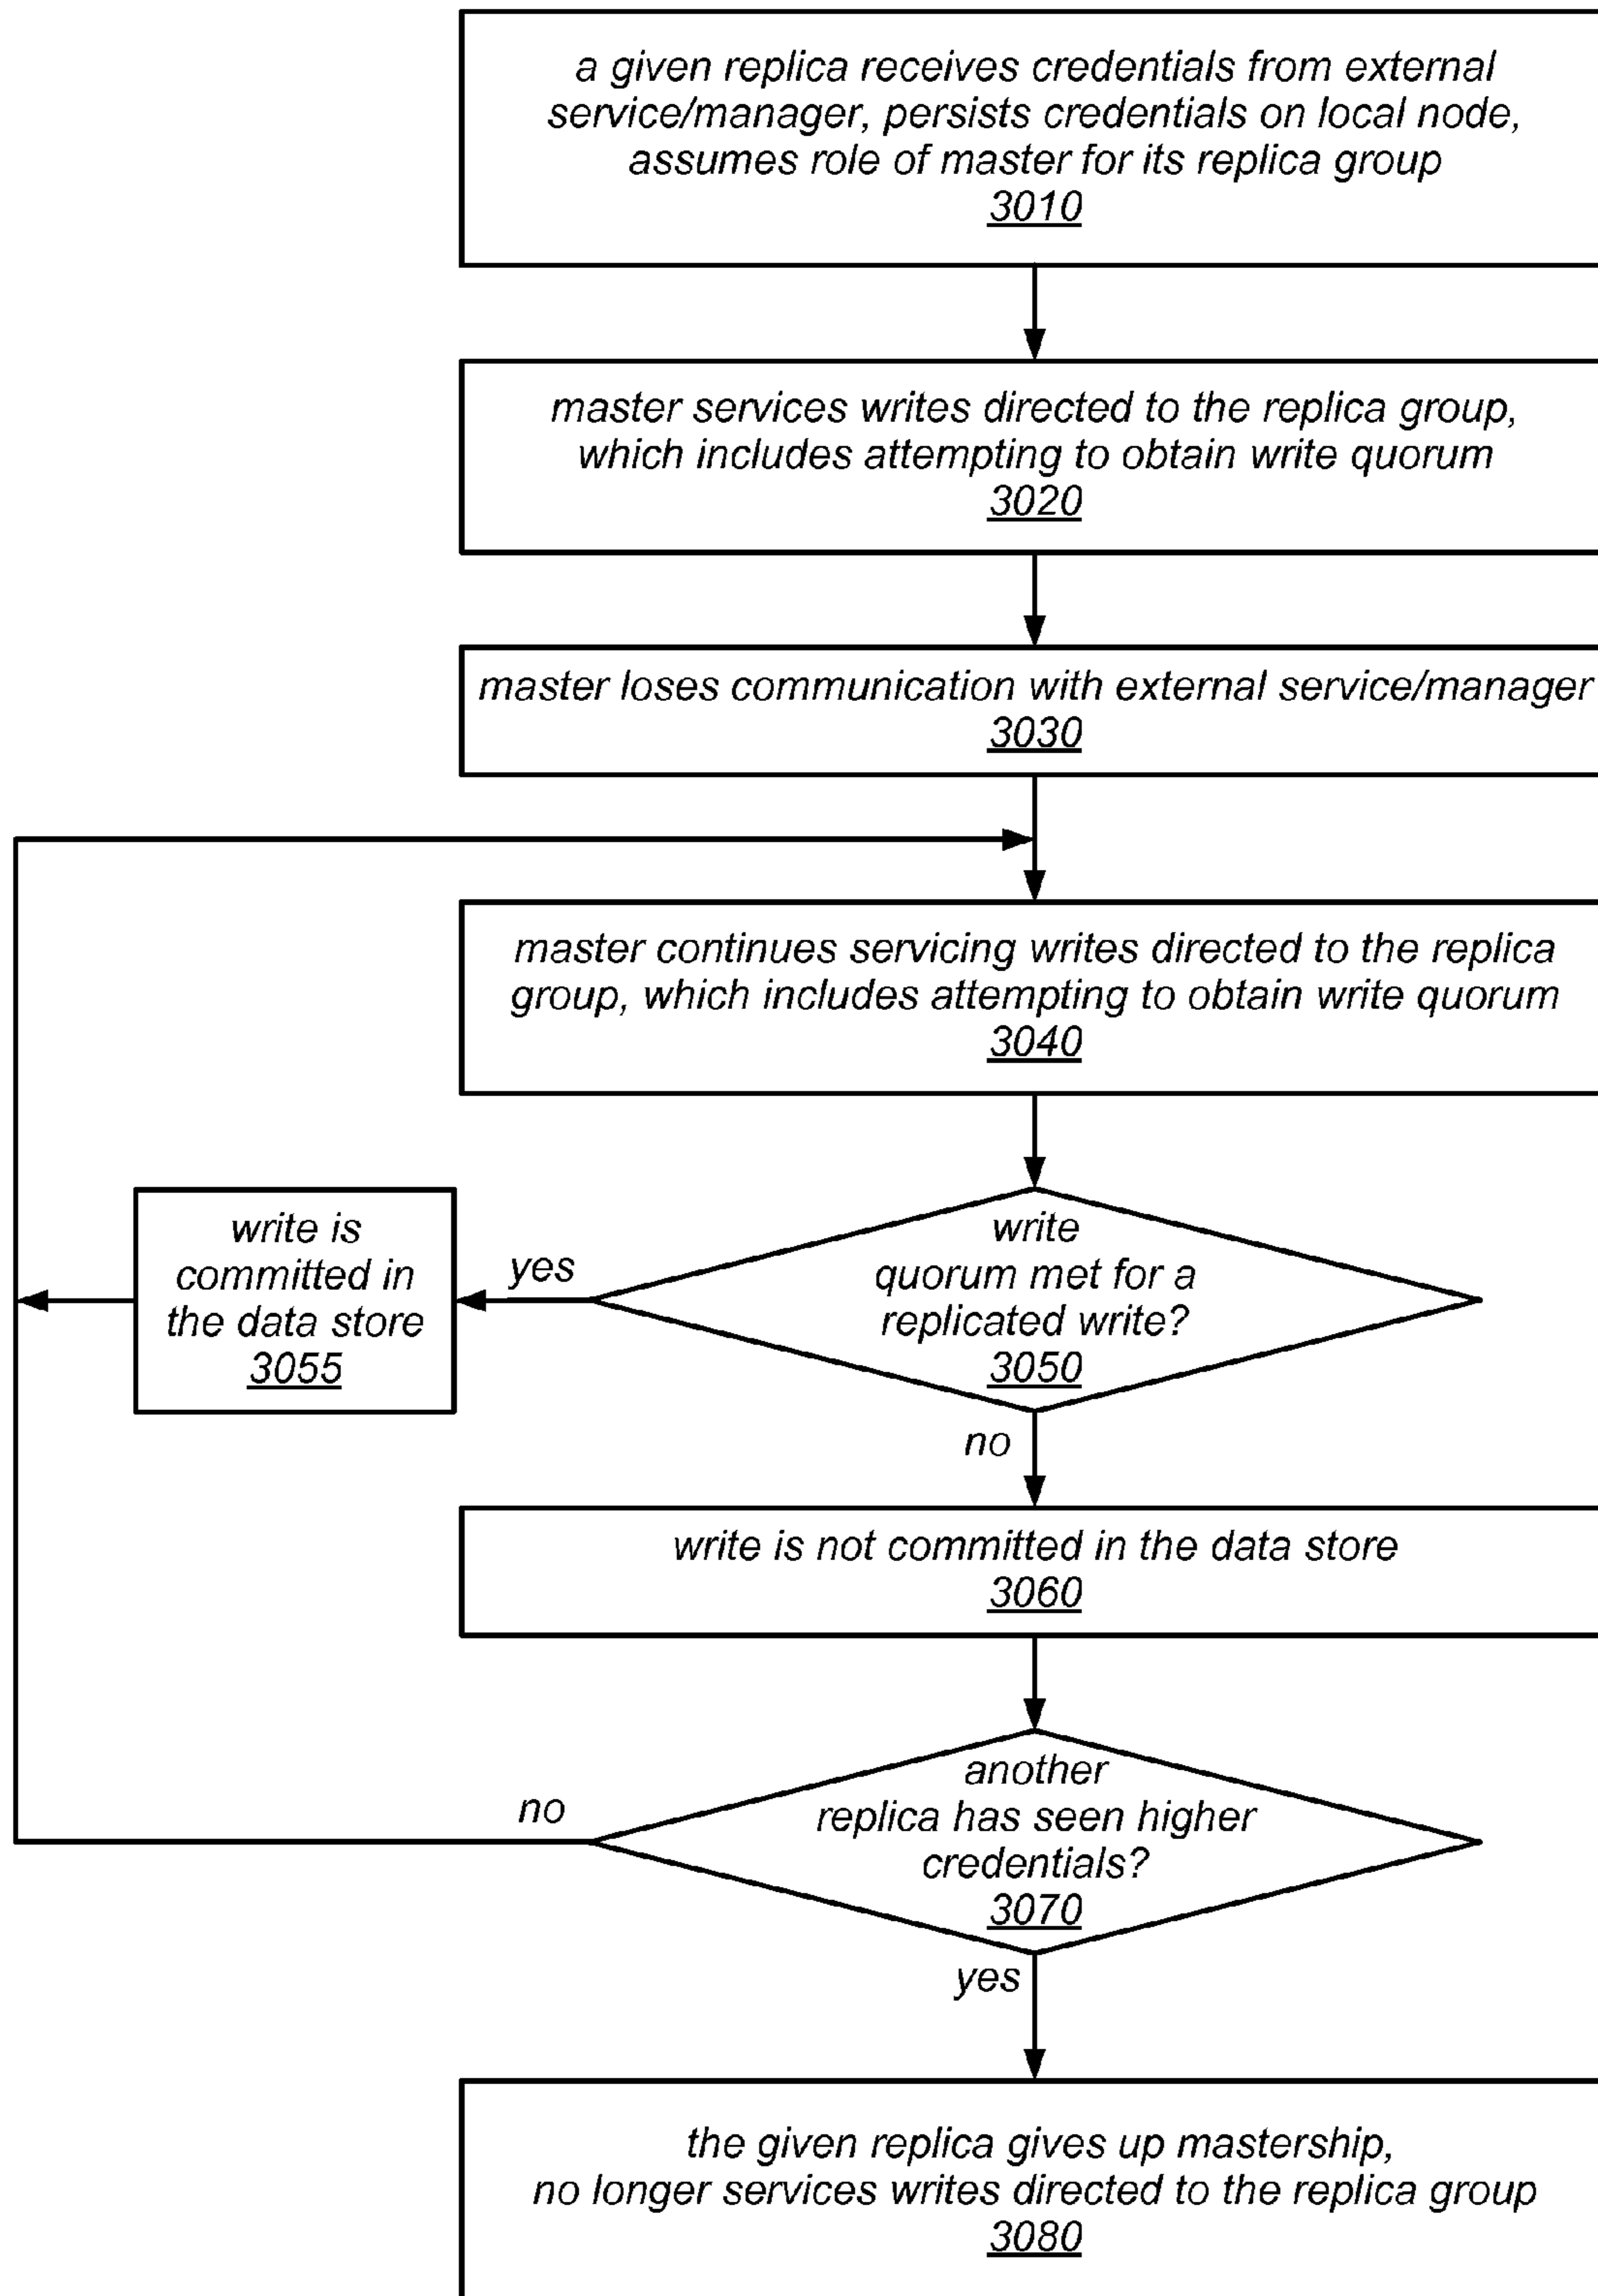 a given replica receives credentials from external
service/manager, persists credentials on local node,
assumes role of master for its replica group
3010
master services writes directed to the replica group,
which includes attempting to obtain write quorum
3020
master loses communication with external service/manager
3030
master continues servicing writes directed to the replica
group, which includes attempting to obtain write quorum
3040
write
quorum met for a
replicated write?
3050
yes
write is
committed in
the data store
3055
no
write is not committed in the data store
3060
another
replica has seen higher
credentials?
3070
no
yes
the given replica gives up mastership,
no longer services writes directed to the replica group
3080